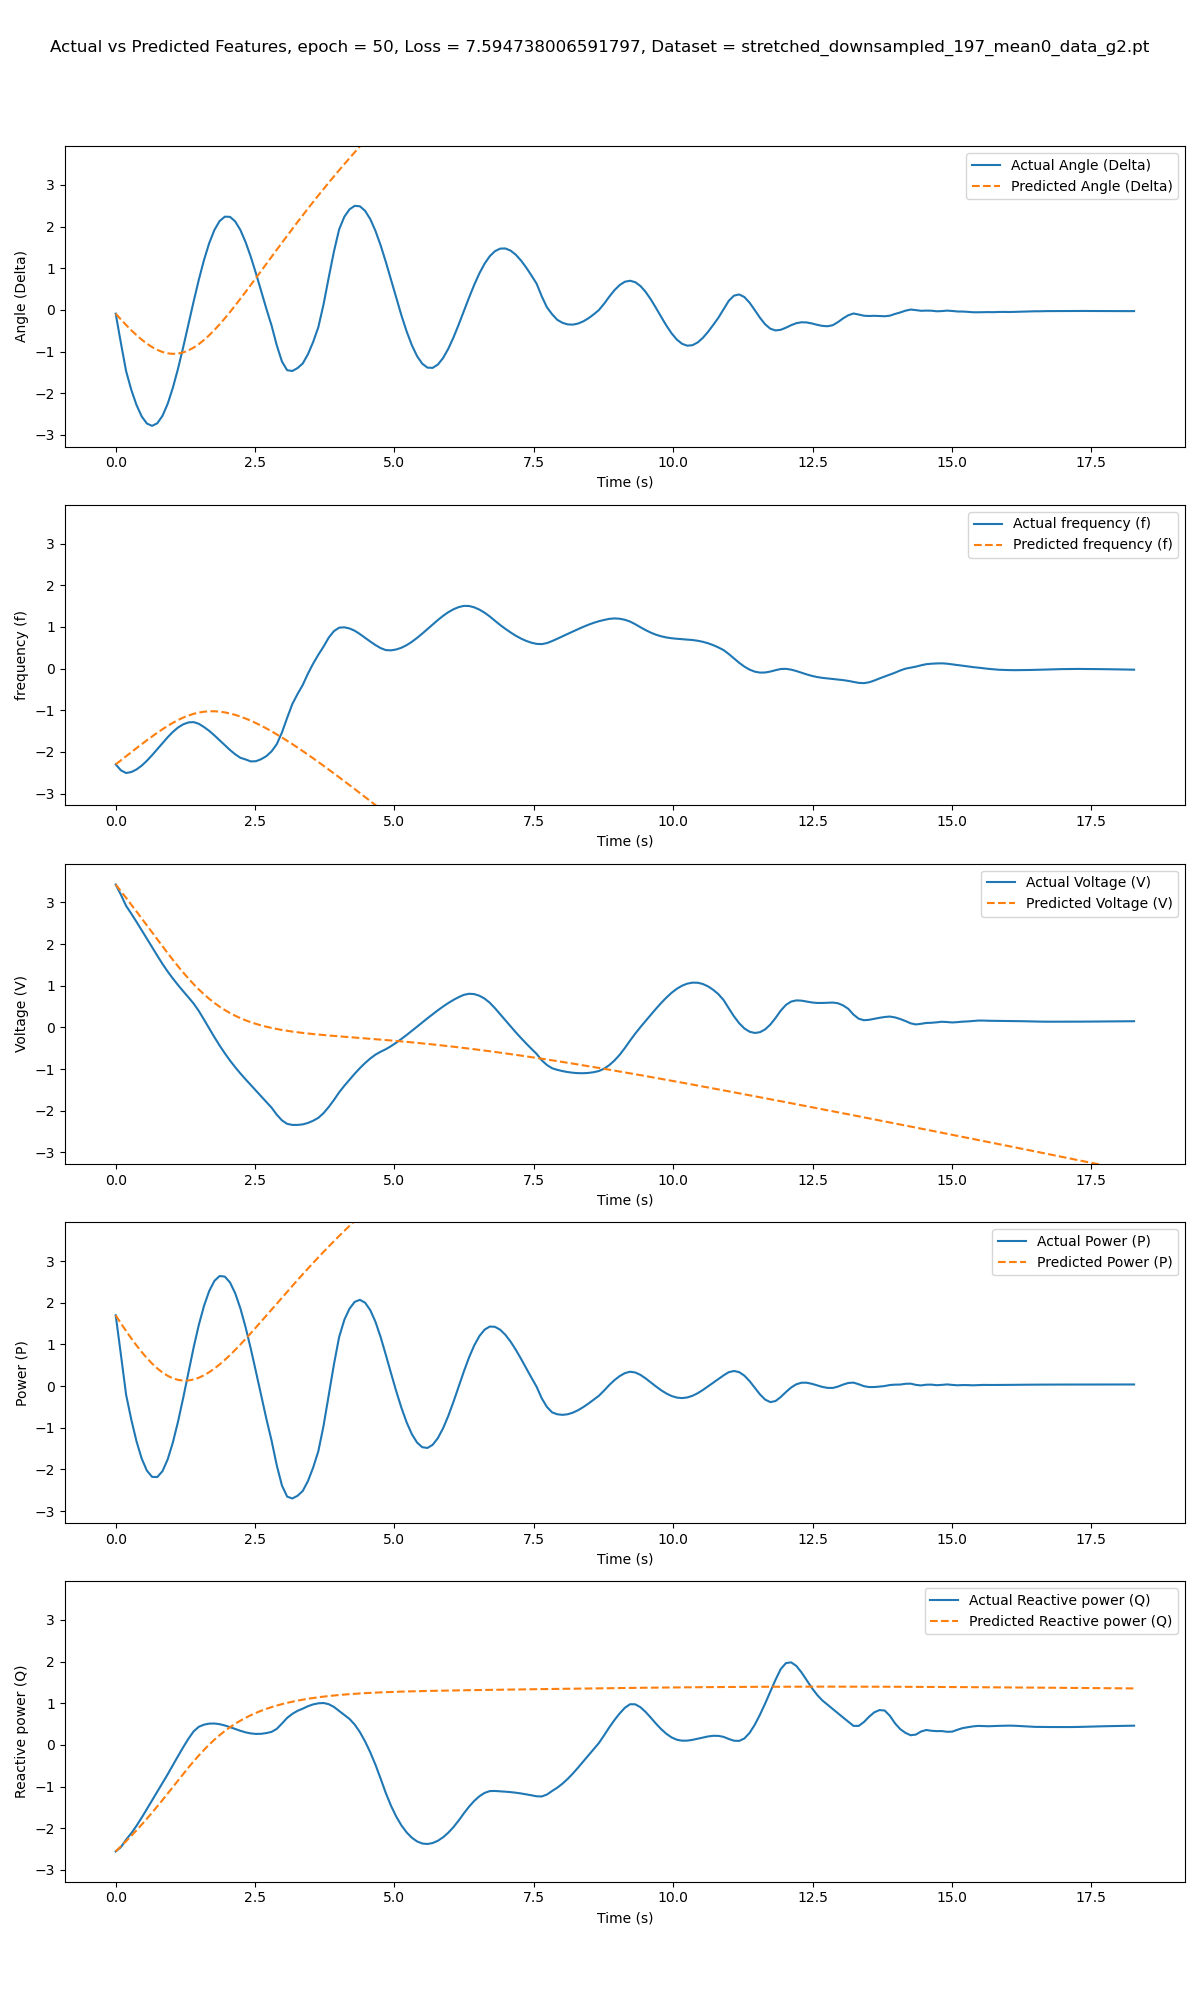 Actual vs Predicted Features, epoch = 50, Loss = 7.594738006591797, Dataset = stretched_downsampled_197_mean0_data_g2.pt
Actual Angle (Delta)
Predicted Angle (Delta)
Angle (Delta)
3
2
1
0
−1
−2
−3
0.0 2.5 5.0 7.5 10.0 12.5 15.0 17.5
Time (s)
Actual frequency (f)
Predicted frequency (f)
frequency (f)
3
2
1
0
−1
−2
−3
0.0 2.5 5.0 7.5 10.0 12.5 15.0 17.5
Time (s)
Actual Voltage (V)
Predicted Voltage (V)
Voltage (V)
3
2
1
0
−1
−2
−3
0.0 2.5 5.0 7.5 10.0 12.5 15.0 17.5
Time (s)
Actual Power (P)
Predicted Power (P)
Power (P)
3
2
1
0
−1
−2
−3
0.0 2.5 5.0 7.5 10.0 12.5 15.0 17.5
Time (s)
Actual Reactive power (Q)
Predicted Reactive power (Q)
Reactive power (Q)
3
2
1
0
−1
−2
−3
0.0 2.5 5.0 7.5 10.0 12.5 15.0 17.5
Time (s)